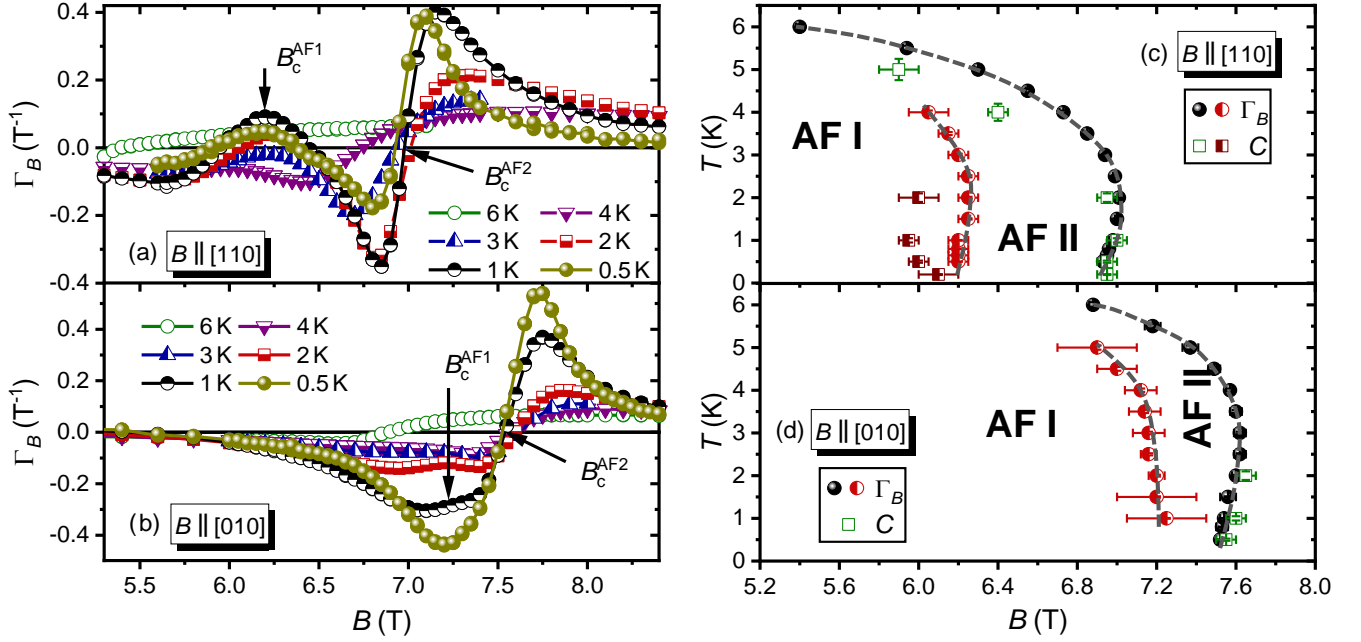 0.4
0.2
0.0
-0.2
-0.4
Γ_B (T⁻¹)
B_c^AF1
B_c^AF2
(a)
B || [110]
6 K
4 K
3 K
2 K
1 K
0.5 K
0.4
0.2
0.0
-0.2
-0.4
Γ_B (T⁻¹)
6 K
4 K
3 K
2 K
1 K
0.5 K
B_c^AF1
B_c^AF2
(b)
B || [010]
5.5
6.0
6.5
7.0
7.5
8.0
B (T)
6
5
4
3
2
1
0
T (K)
(c)
B || [110]
Γ_B
C
AF I
AF II
6
5
4
3
2
1
0
T (K)
(d)
B || [010]
Γ_B
C
AF I
AF II
5.2
5.6
6.0
6.4
6.8
7.2
7.6
8.0
B (T)